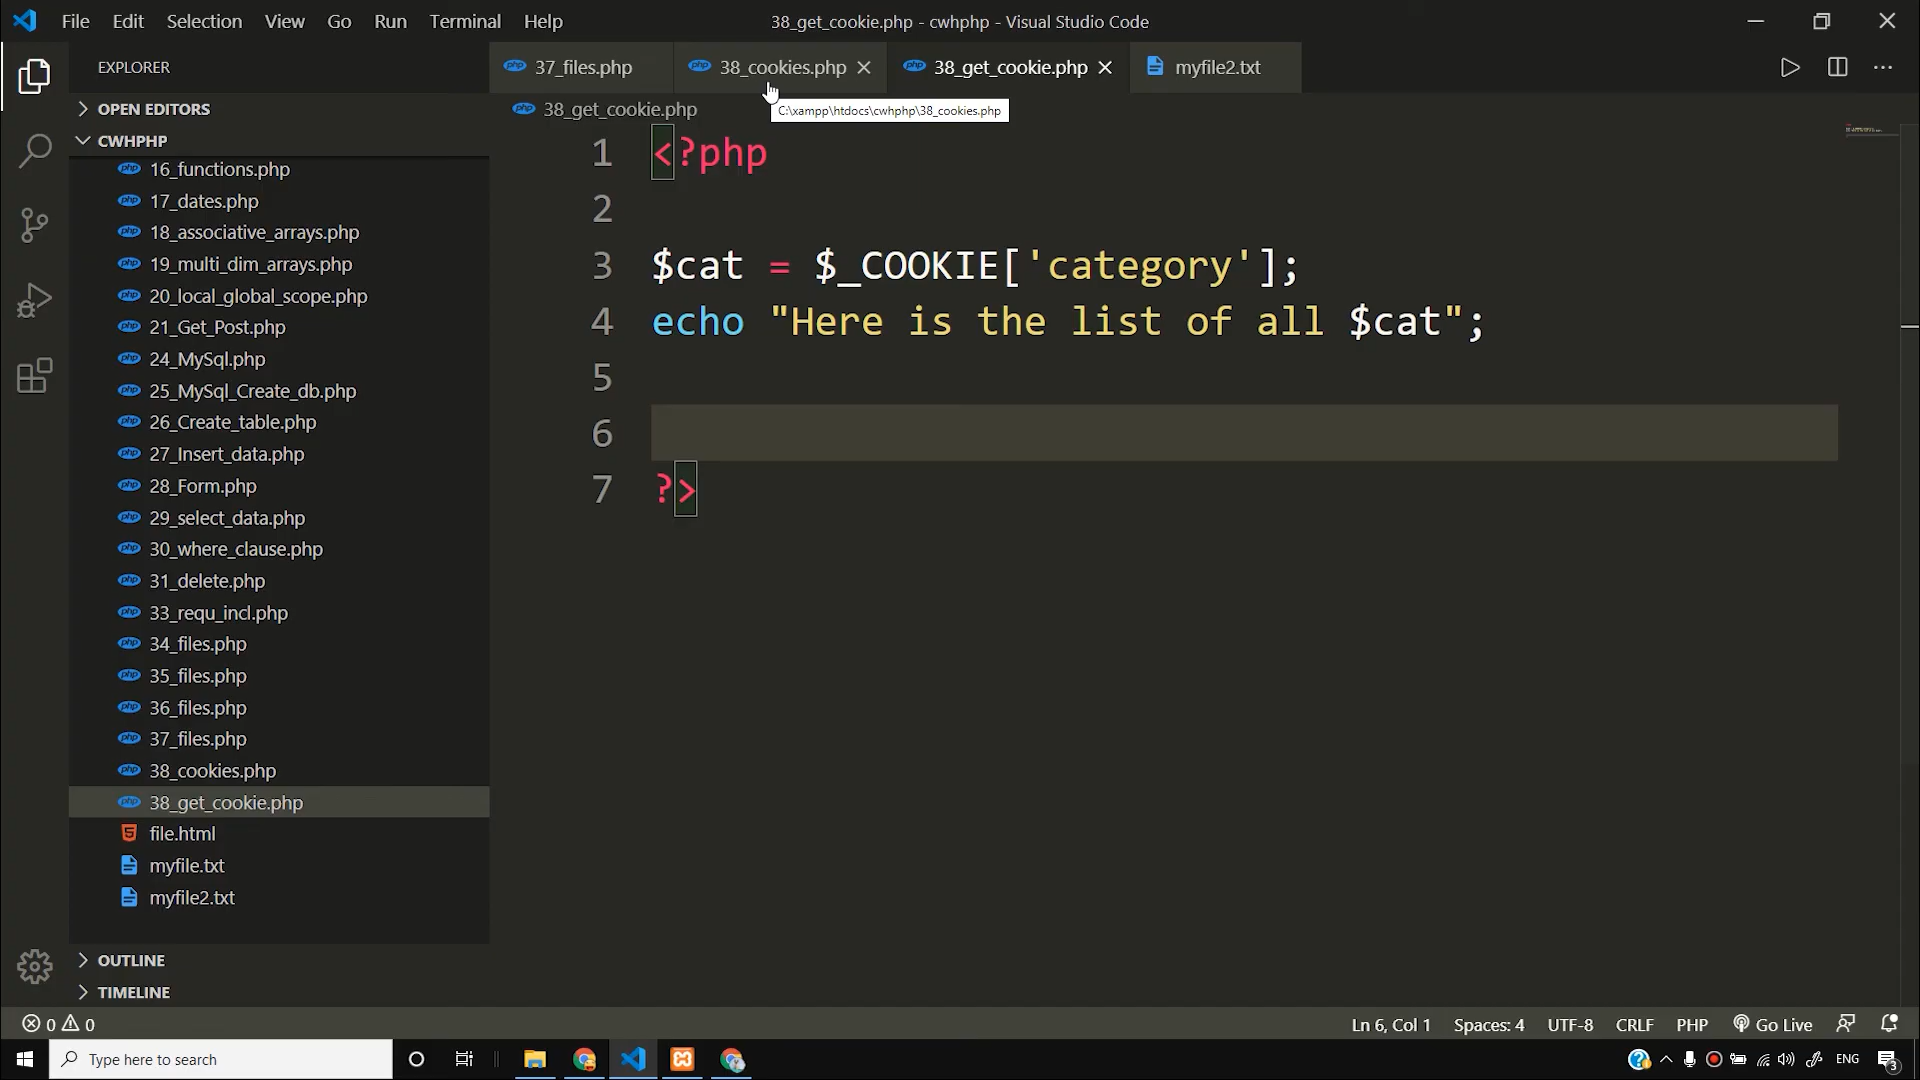 File Edit Selection View Go Run Terminal Help
38_get_cookie.php - cwhphp - Visual Studio Code
EXPLORER
37_files.php
38_cookies.php
38_get_cookie.php
myfile2.txt
OPEN EDITORS
38_get_cookie.php
C:\xampp\htdocs\cwhphp\38_cookies.php
CWHPHP
16_functions.php
17_dates.php
18_associative_arrays.php
19_multi_dim_arrays.php
20_local_global_scope.php
21_Get_Post.php
24_MySql.php
25_MySql_Create_db.php
26_Create_table.php
27_Insert_data.php
28_Form.php
29_select_data.php
30_where_clause.php
31_delete.php
33_requ_incl.php
34_files.php
35_files.php
36_files.php
37_files.php
38_cookies.php
38_get_cookie.php
file.html
myfile.txt
myfile2.txt
OUTLINE
TIMELINE
1 <?php
2
3 $cat = $_COOKIE['category'];
4 echo "Here is the list of all $cat";
5
6
7 ?>
0 0
Ln 6, Col 1 Spaces: 4 UTF-8 CRLF PHP Go Live
Type here to search
ENG
3